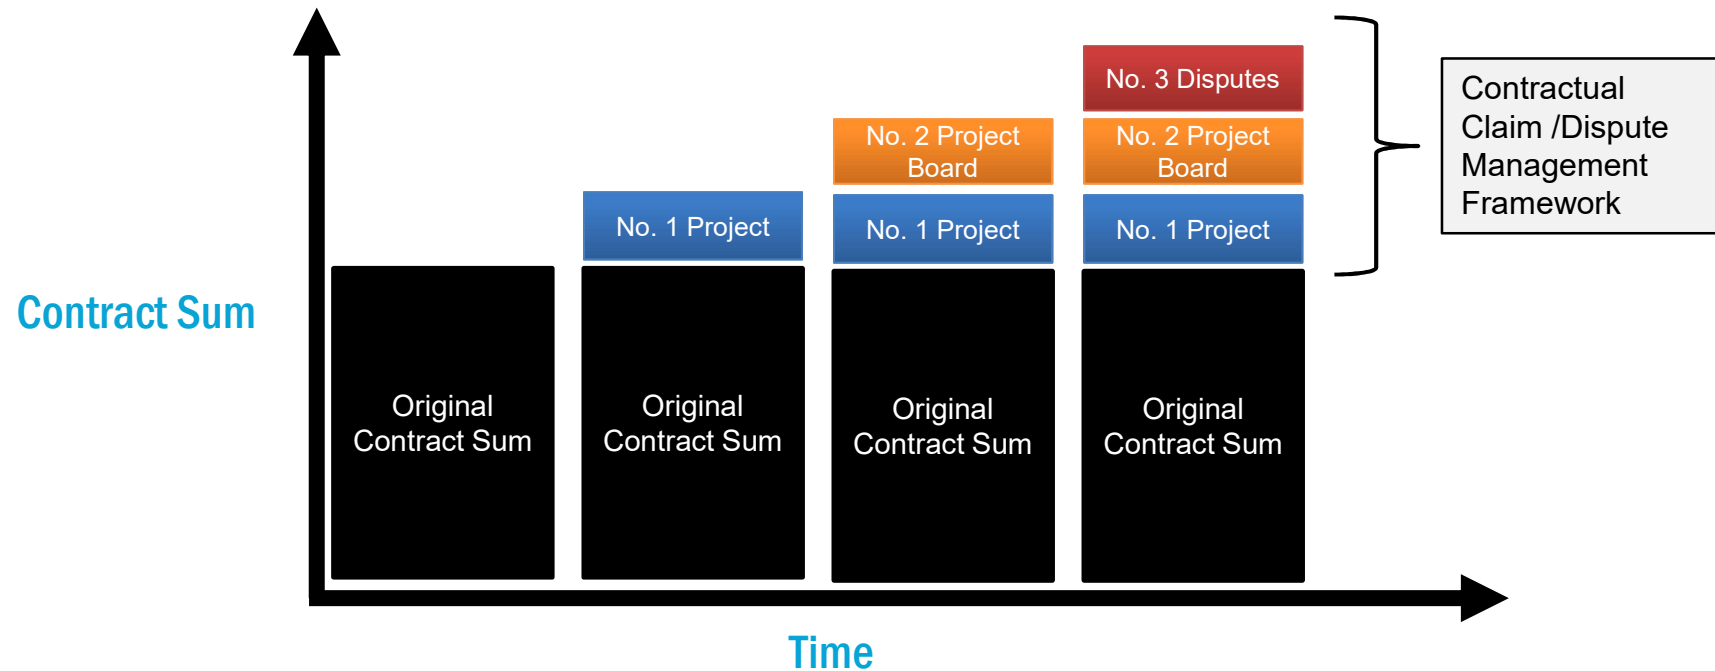 No. 3 Disputes
No. 2 Project
Board
No. 2 Project
Board
No. 1 Project
No. 1 Project
No. 1 Project
Contractual
Claim /Dispute
Management
Framework
Contract Sum
Original
Contract Sum
Original
Contract Sum
Original
Contract Sum
Original
Contract Sum
Time